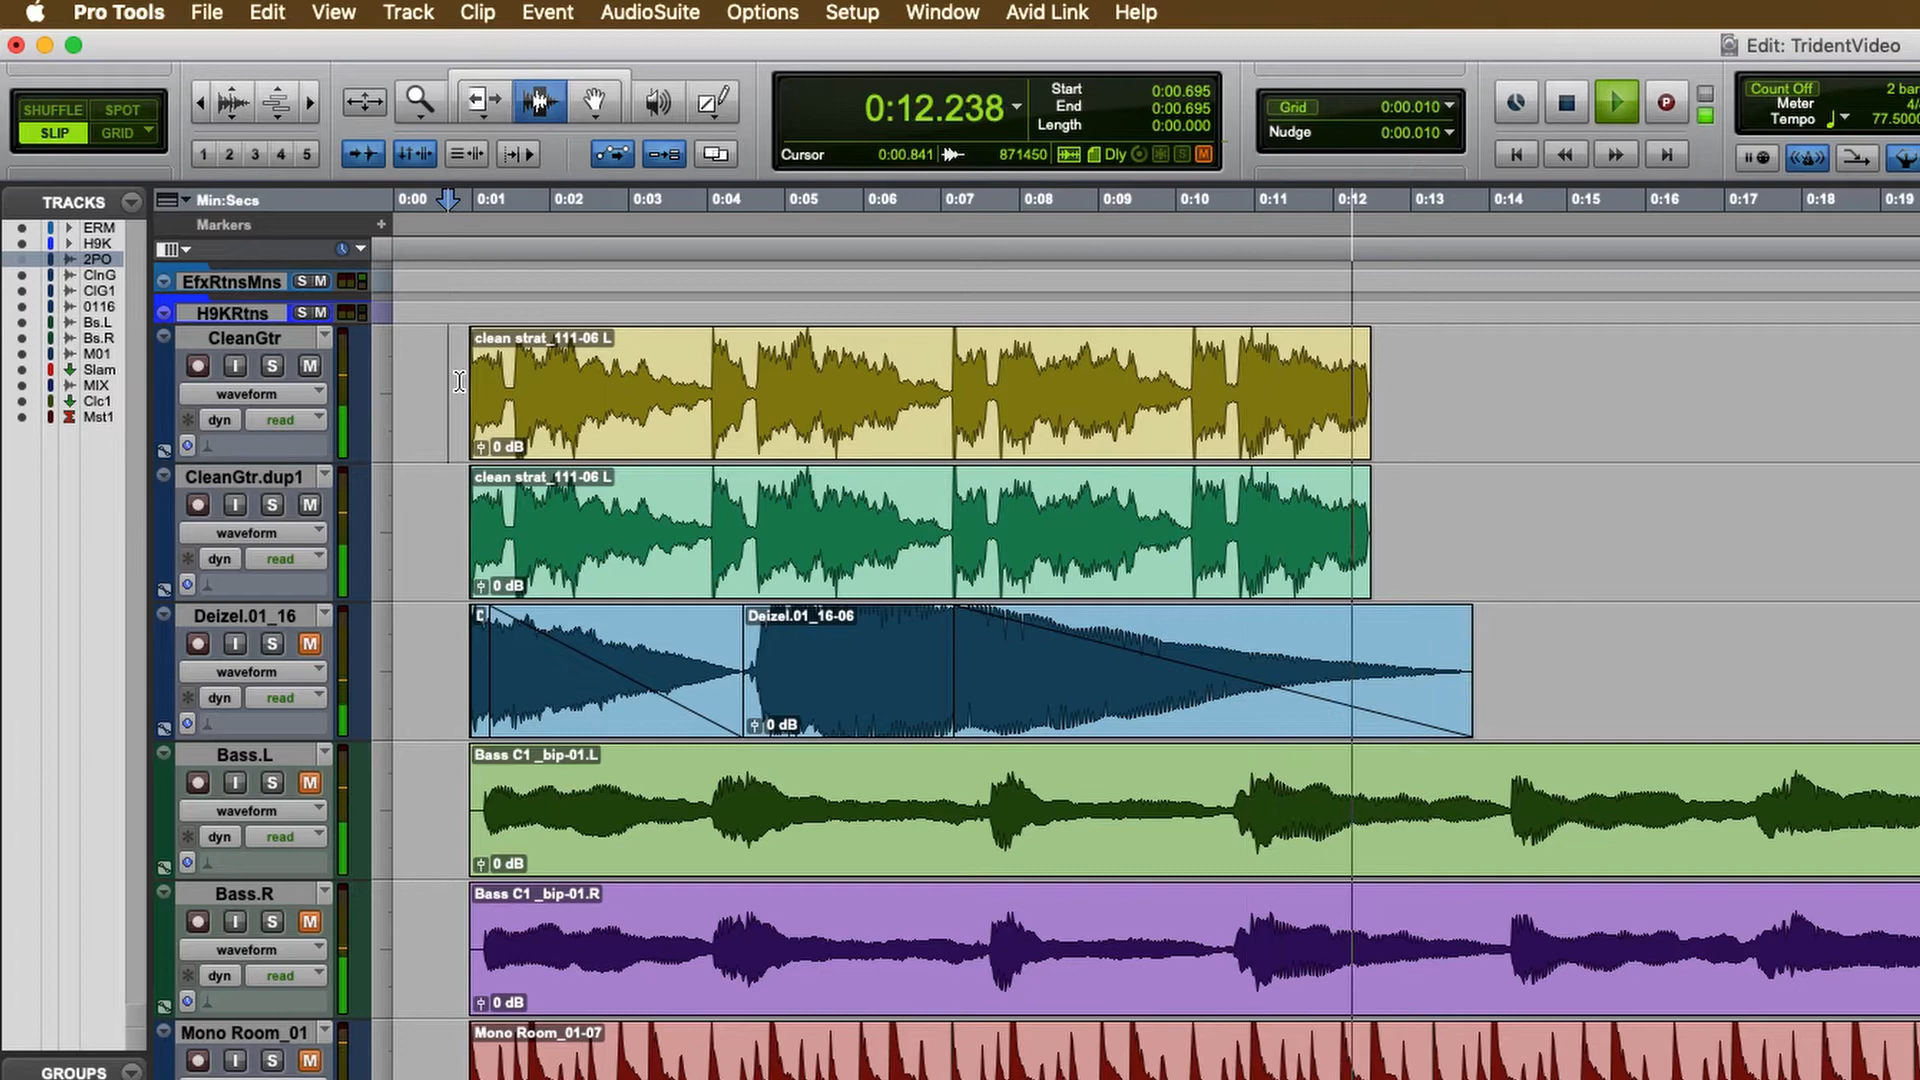 Pro Tools File Edit View Track Clip Event AudioSuite Options Setup Window Avid Link Help
Edit: TridentVideo
SHUFFLE SPOT
SLIP GRID
1 2 3 4 5
0:12.238
Start 0:00.695
End 0:00.695
Length 0:00.000
Cursor 0:00.841 871450 Dly S M
Grid 0:00.010
Nudge 0:00.010
P
Count Off 2 bar
Meter 4/
Tempo 77.5000
TRACKS
ERM
H9K
2PO
ClnG
ClG1
0116
Bs.L
Bs.R
M01
Slam
MIX
Clc1
Mst1
GROUPS
Min:Secs 0:00 0:01 0:02 0:03 0:04 0:05 0:06 0:07 0:08 0:09 0:10 0:11 0:12 0:13 0:14 0:15 0:16 0:17 0:18 0:19
Markers +
EfxRtnsMns S M
H9KRtns S M
CleanGtr
I S M
waveform
dyn read
clean strat_111-06 L
0 dB
CleanGtr.dup1
I S M
waveform
dyn read
clean strat_111-06 L
0 dB
Deizel.01_16
I S M
waveform
dyn read
Deizel.01_16-06
0 dB
Bass.L
I S M
waveform
dyn read
Bass C1 _bip-01.L
0 dB
Bass.R
I S M
waveform
dyn read
Bass C1 _bip-01.R
0 dB
Mono Room_01
I S M
Mono Room_01-07